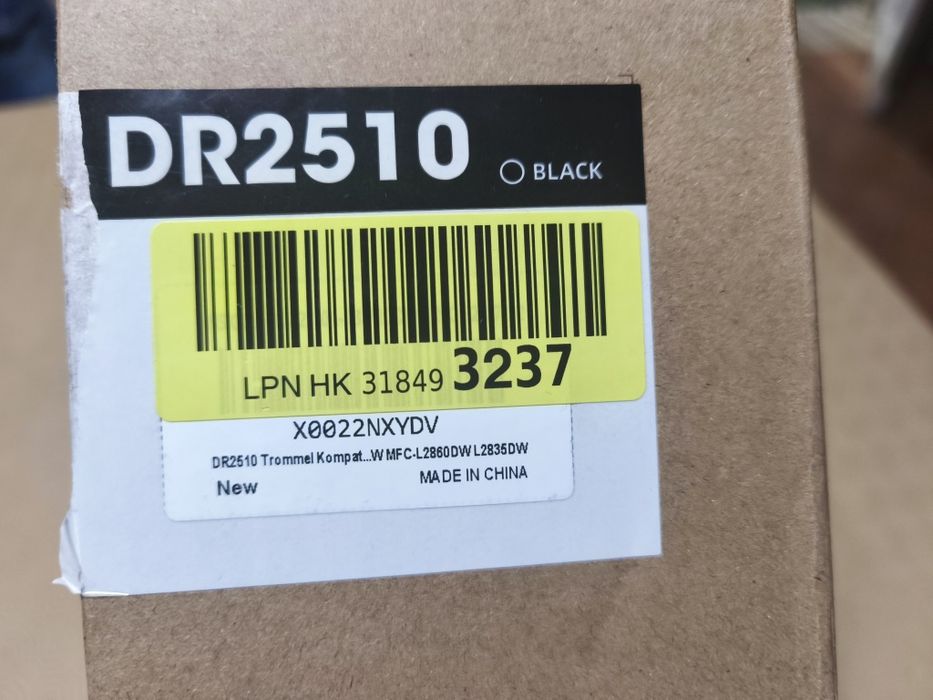 DR2510 BLACK
LPN HK 31849 3237
X0022NXYDV
DR2510 Trommel Kompat...W MFC-L2860DW L2835DW
New MADE IN CHINA